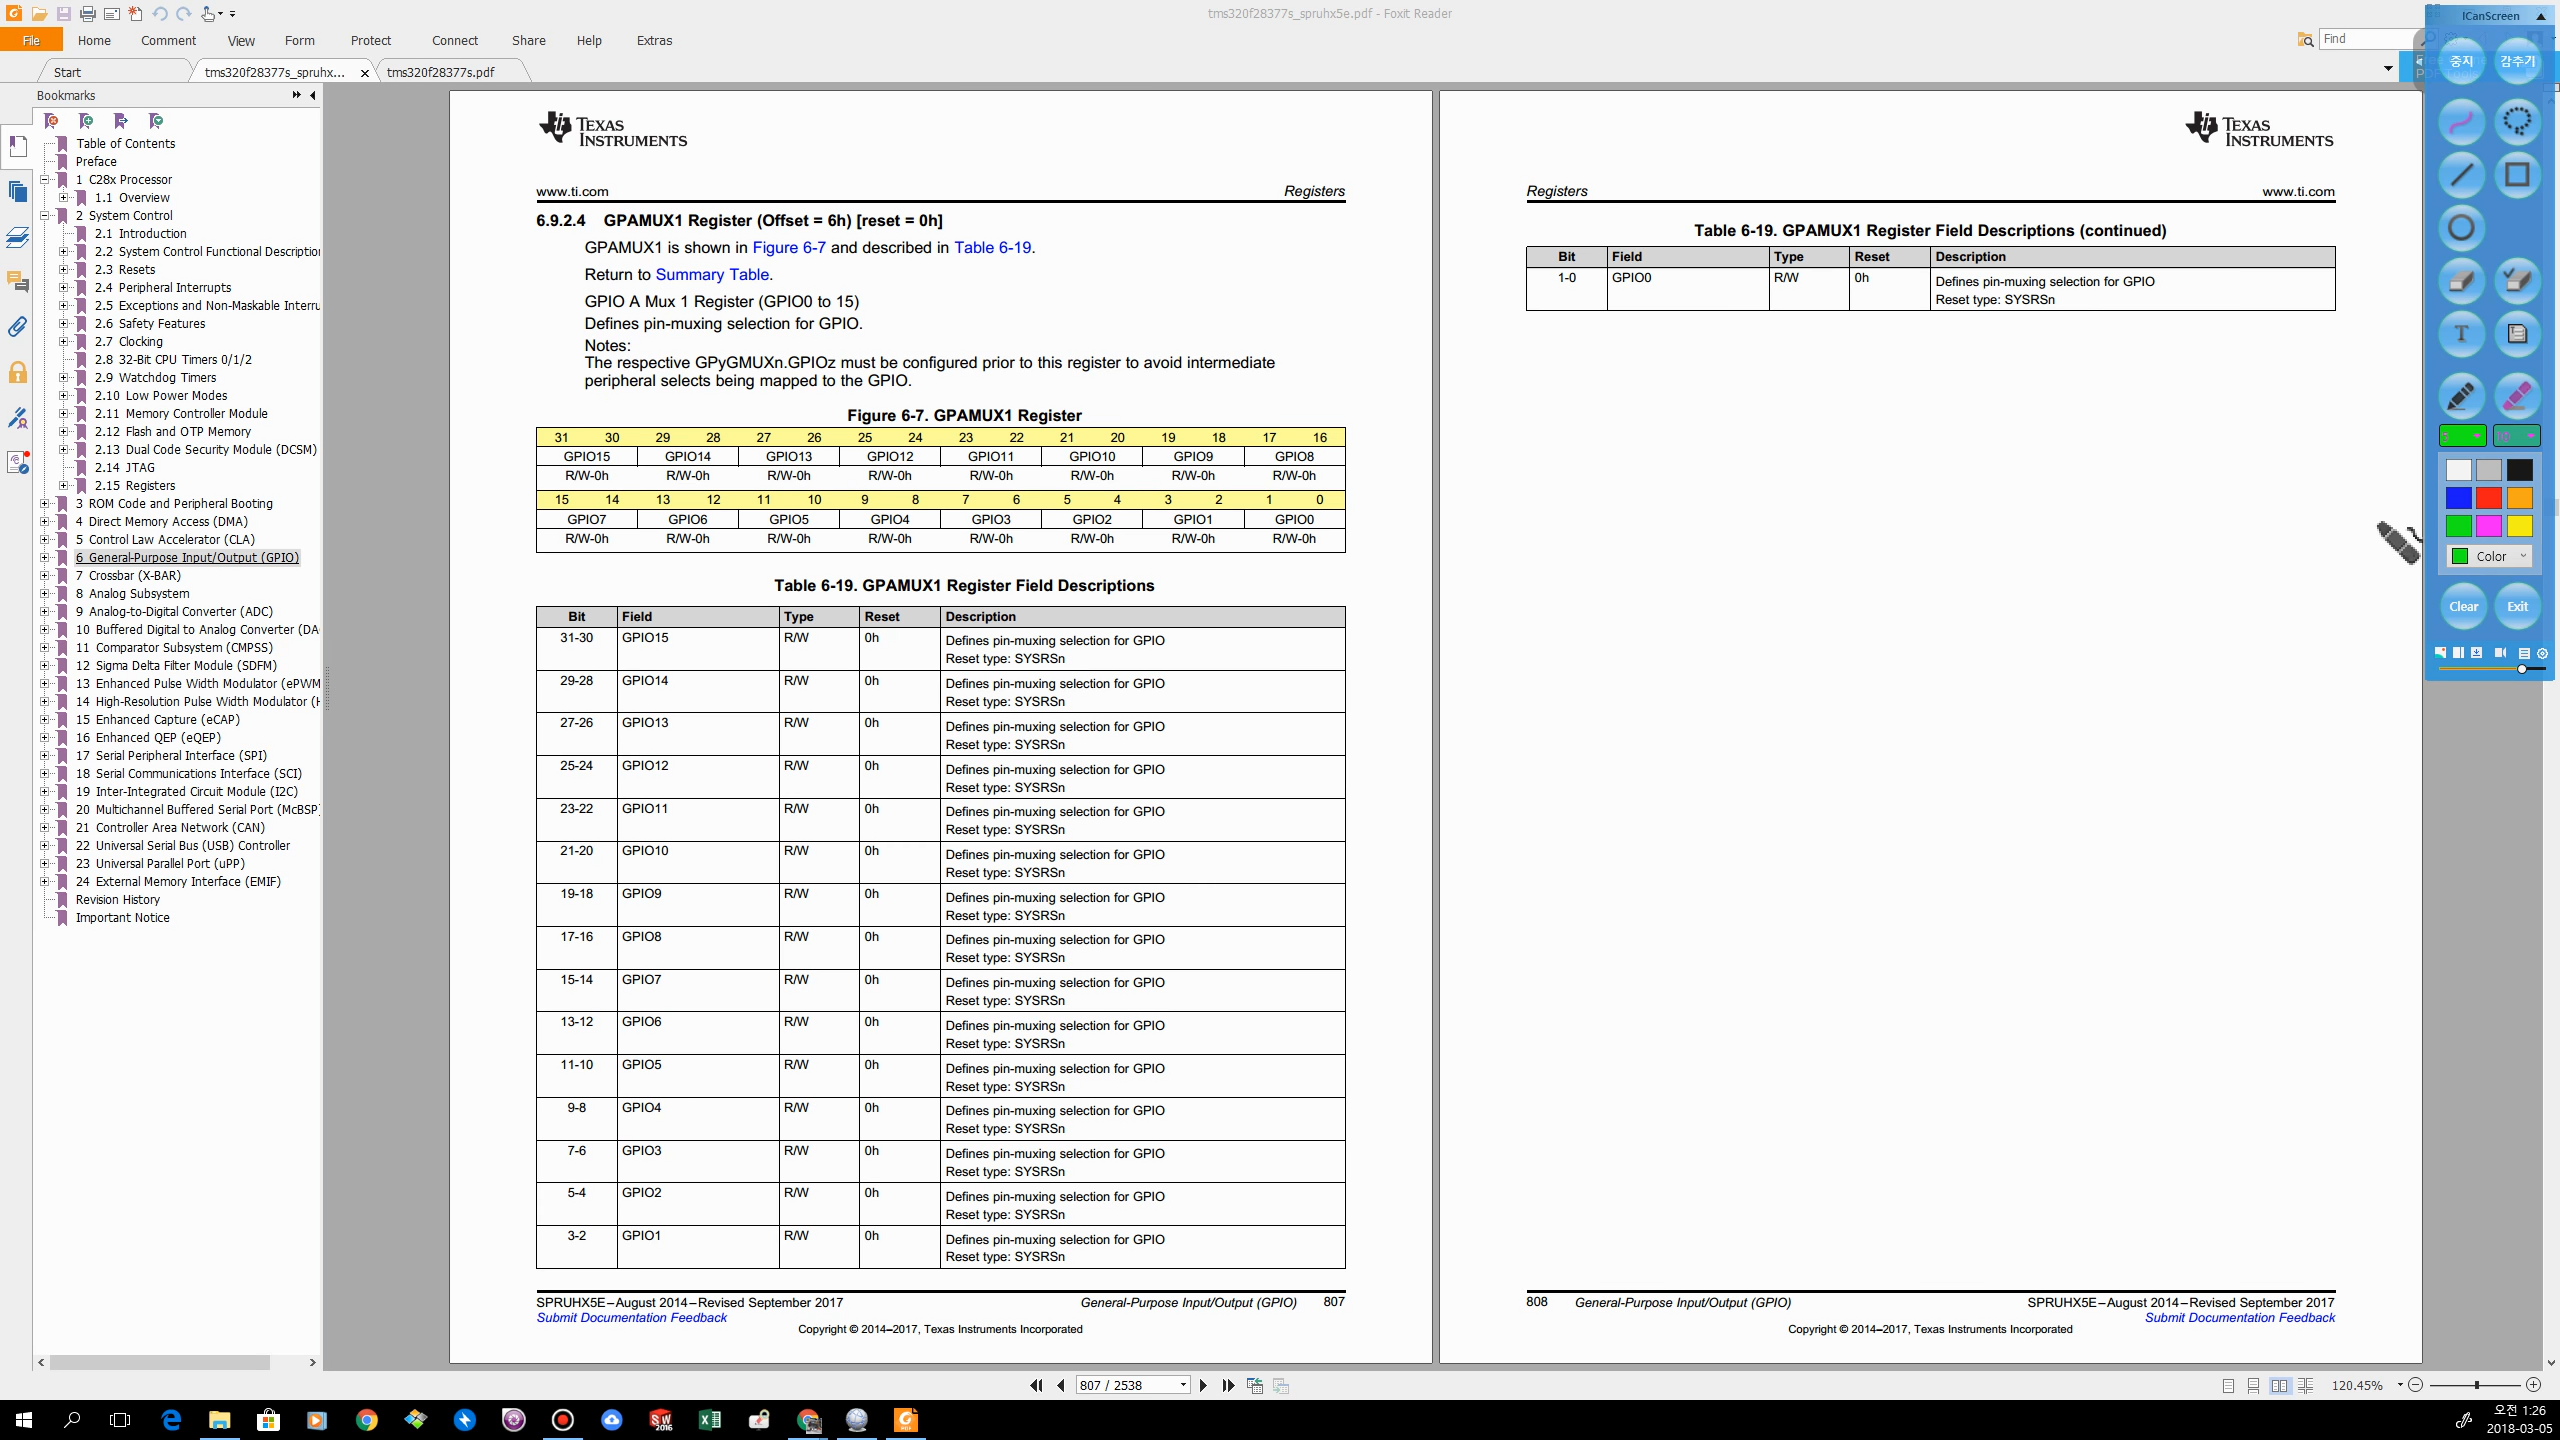 tms320f28377s_spruhx5e.pdf - Foxit Reader
File Home Comment View Form Protect Connect Share Help Extras
Find
Start
tms320f28377s_spruhx...
tms320f28377s.pdf
Bookmarks
Table of Contents
Preface
1 C28x Processor
1.1 Overview
2 System Control
2.1 Introduction
2.2 System Control Functional Description
2.3 Resets
2.4 Peripheral Interrupts
2.5 Exceptions and Non-Maskable Interru
2.6 Safety Features
2.7 Clocking
2.8 32-Bit CPU Timers 0/1/2
2.9 Watchdog Timers
2.10 Low Power Modes
2.11 Memory Controller Module
2.12 Flash and OTP Memory
2.13 Dual Code Security Module (DCSM)
2.14 JTAG
2.15 Registers
3 ROM Code and Peripheral Booting
4 Direct Memory Access (DMA)
5 Control Law Accelerator (CLA)
6 General-Purpose Input/Output (GPIO)
7 Crossbar (X-BAR)
8 Analog Subsystem
9 Analog-to-Digital Converter (ADC)
10 Buffered Digital to Analog Converter (DA
11 Comparator Subsystem (CMPSS)
12 Sigma Delta Filter Module (SDFM)
13 Enhanced Pulse Width Modulator (ePWM
14 High-Resolution Pulse Width Modulator (H
15 Enhanced Capture (eCAP)
16 Enhanced QEP (eQEP)
17 Serial Peripheral Interface (SPI)
18 Serial Communications Interface (SCI)
19 Inter-Integrated Circuit Module (I2C)
20 Multichannel Buffered Serial Port (McBSP
21 Controller Area Network (CAN)
22 Universal Serial Bus (USB) Controller
23 Universal Parallel Port (uPP)
24 External Memory Interface (EMIF)
Revision History
Important Notice
TEXAS
INSTRUMENTS
www.ti.com Registers
6.9.2.4 GPAMUX1 Register (Offset = 6h) [reset = 0h]
GPAMUX1 is shown in Figure 6-7 and described in Table 6-19.
Return to Summary Table.
GPIO A Mux 1 Register (GPIO0 to 15)
Defines pin-muxing selection for GPIO.
Notes:
The respective GPyGMUXn.GPIOz must be configured prior to this register to avoid intermediate
peripheral selects being mapped to the GPIO.
Figure 6-7. GPAMUX1 Register
31 30 29 28 27 26 25 24 23 22 21 20 19 18 17 16
GPIO15 GPIO14 GPIO13 GPIO12 GPIO11 GPIO10 GPIO9 GPIO8
R/W-0h R/W-0h R/W-0h R/W-0h R/W-0h R/W-0h R/W-0h R/W-0h
15 14 13 12 11 10 9 8 7 6 5 4 3 2 1 0
GPIO7 GPIO6 GPIO5 GPIO4 GPIO3 GPIO2 GPIO1 GPIO0
R/W-0h R/W-0h R/W-0h R/W-0h R/W-0h R/W-0h R/W-0h R/W-0h
Table 6-19. GPAMUX1 Register Field Descriptions
Bit Field Type Reset Description
31-30 GPIO15 R/W 0h Defines pin-muxing selection for GPIO
Reset type: SYSRSn
29-28 GPIO14 R/W 0h Defines pin-muxing selection for GPIO
Reset type: SYSRSn
27-26 GPIO13 R/W 0h Defines pin-muxing selection for GPIO
Reset type: SYSRSn
25-24 GPIO12 R/W 0h Defines pin-muxing selection for GPIO
Reset type: SYSRSn
23-22 GPIO11 R/W 0h Defines pin-muxing selection for GPIO
Reset type: SYSRSn
21-20 GPIO10 R/W 0h Defines pin-muxing selection for GPIO
Reset type: SYSRSn
19-18 GPIO9 R/W 0h Defines pin-muxing selection for GPIO
Reset type: SYSRSn
17-16 GPIO8 R/W 0h Defines pin-muxing selection for GPIO
Reset type: SYSRSn
15-14 GPIO7 R/W 0h Defines pin-muxing selection for GPIO
Reset type: SYSRSn
13-12 GPIO6 R/W 0h Defines pin-muxing selection for GPIO
Reset type: SYSRSn
11-10 GPIO5 R/W 0h Defines pin-muxing selection for GPIO
Reset type: SYSRSn
9-8 GPIO4 R/W 0h Defines pin-muxing selection for GPIO
Reset type: SYSRSn
7-6 GPIO3 R/W 0h Defines pin-muxing selection for GPIO
Reset type: SYSRSn
5-4 GPIO2 R/W 0h Defines pin-muxing selection for GPIO
Reset type: SYSRSn
3-2 GPIO1 R/W 0h Defines pin-muxing selection for GPIO
Reset type: SYSRSn
SPRUHX5E–August 2014–Revised September 2017 General-Purpose Input/Output (GPIO) 807
Submit Documentation Feedback
Copyright © 2014–2017, Texas Instruments Incorporated
TEXAS
INSTRUMENTS
Registers www.ti.com
Table 6-19. GPAMUX1 Register Field Descriptions (continued)
Bit Field Type Reset Description
1-0 GPIO0 R/W 0h Defines pin-muxing selection for GPIO
Reset type: SYSRSn
808 General-Purpose Input/Output (GPIO) SPRUHX5E–August 2014–Revised September 2017
Submit Documentation Feedback
Copyright © 2014–2017, Texas Instruments Incorporated
ICanScreen
중지 감추기
T
Color
Clear Exit
807 / 2538
120.45%
SW
2016
오전 1:26
2018-03-05